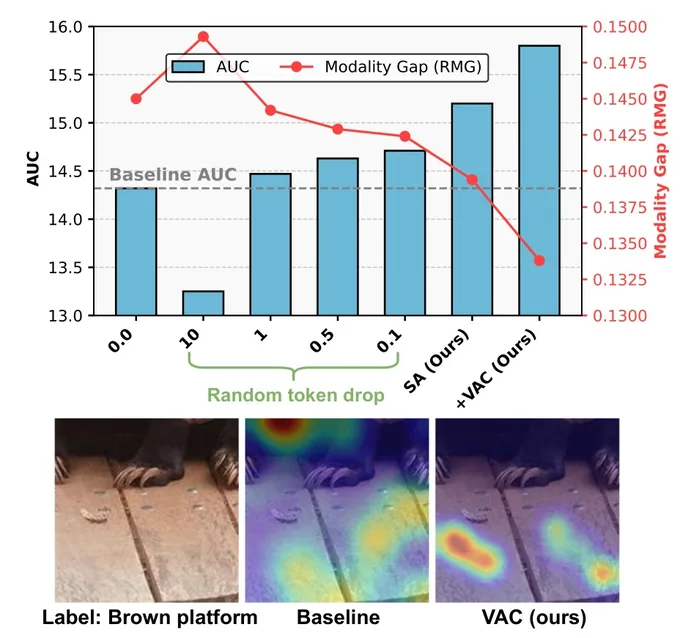 AUC Modality Gap (RMG)
Baseline AUC
AUC
16.0
15.5
15.0
14.5
14.0
13.5
13.0
0.1500
0.1475
0.1450
0.1425
0.1400
0.1375
0.1350
0.1325
0.1300
Modality Gap (RMG)
0.0 10 1 0.5 0.1 SA (Ours) +VAC (Ours)
Random token drop
Label: Brown platform Baseline VAC (ours)